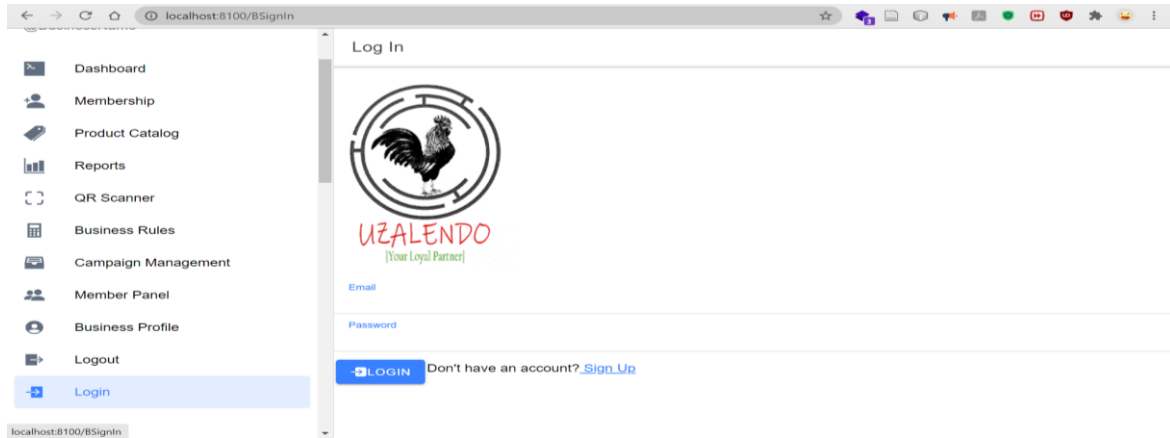 localhost:8100/BSignIn
@BusinessName
Dashboard
Membership
Product Catalog
Reports
QR Scanner
Business Rules
Campaign Management
Member Panel
Business Profile
Logout
Login
localhost:8100/BSignIn
Log In
UZALENDO
[Your Loyal Partner]
Email
Password
LOGIN Don't have an account? Sign Up